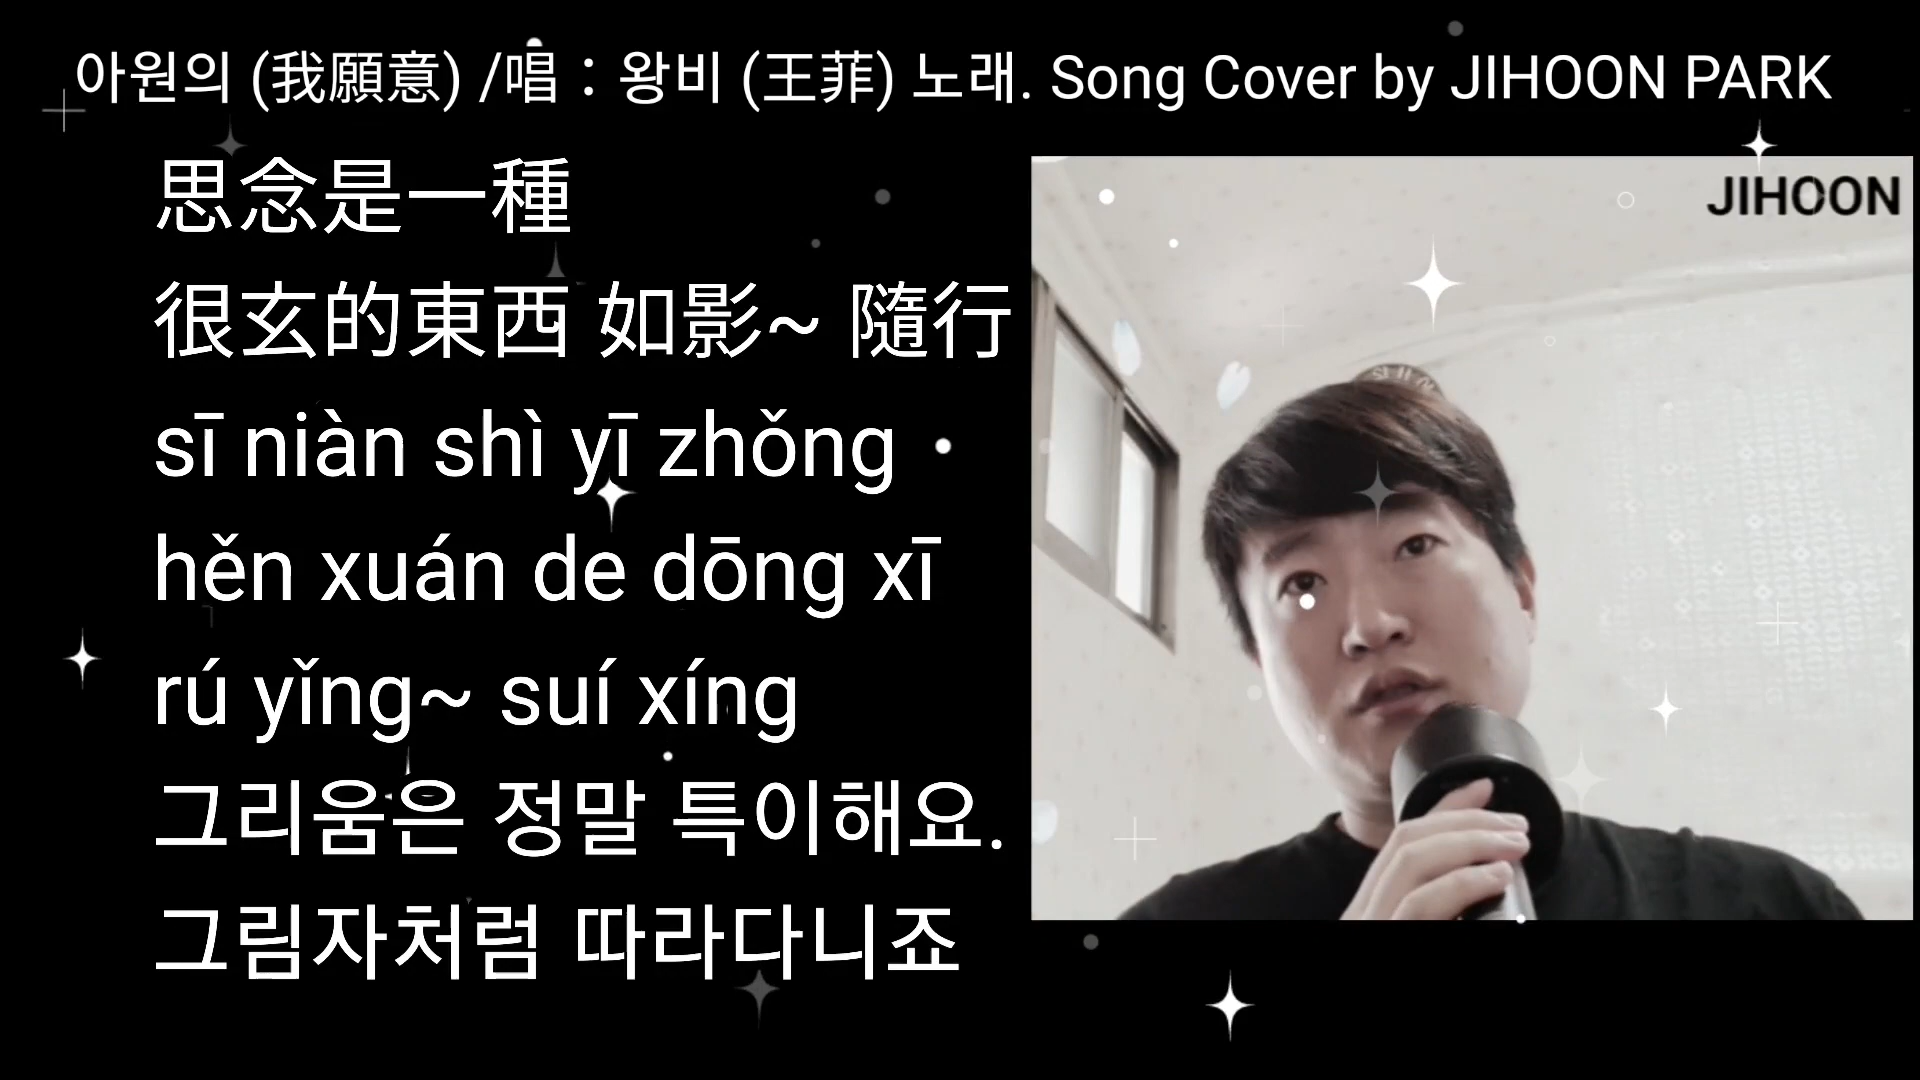 아원의 (我願意) /唱：왕비 (王菲) 노래. Song Cover by JIHOON PARK
JIHOON
思念是一種
很玄的東西 如影~ 隨行
sī niàn shì yī zhǒng
hěn xuán de dōng xī
rú yǐng~ suí xíng
그리움은 정말 특이해요.
그림자처럼 따라다니죠